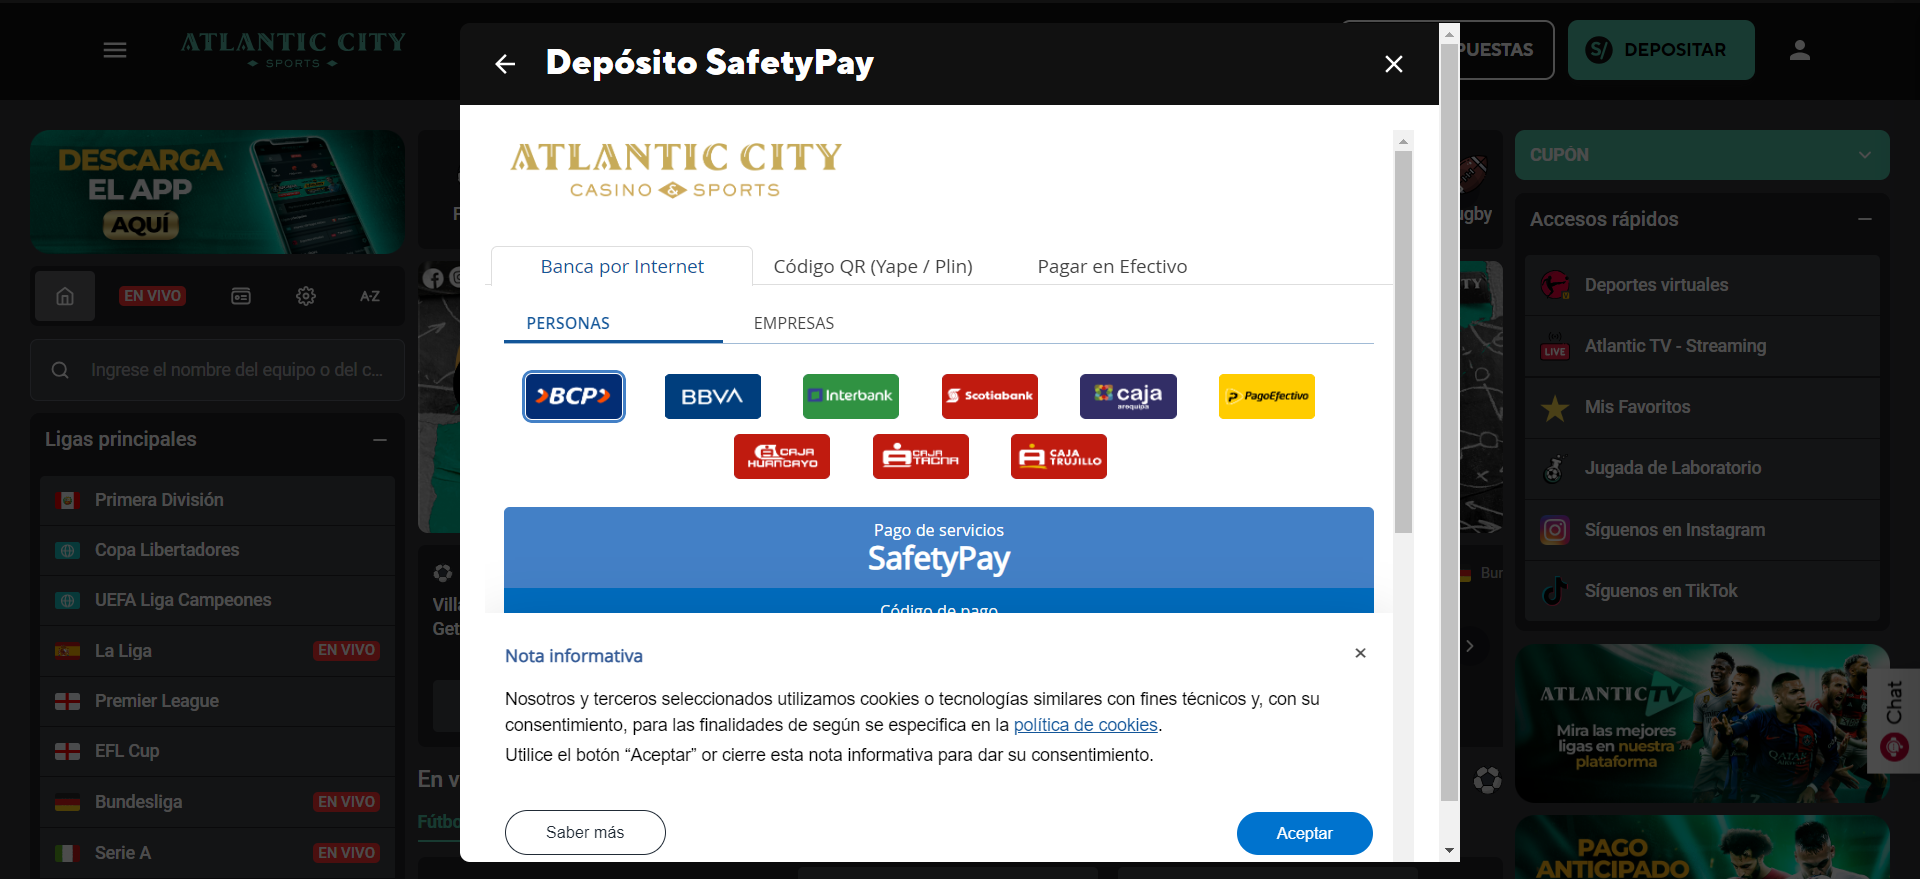 ATLANTIC CITY
SPORTS
PUESTAS
S/ DEPOSITAR
Depósito SafetyPay
DESCARGA
EL APP
AQUÍ
EN VIVO
A-Z
Ingrese el nombre del equipo o del c...
Ligas principales
Primera División
Copa Libertadores
UEFA Liga Campeones
La Liga
EN VIVO
Premier League
EFL Cup
Bundesliga
EN VIVO
Serie A
EN VIVO
Villa
Get
En v
Fútbo
ATLANTIC CITY
CASINO & SPORTS
Banca por Internet
Código QR (Yape / Plin)
Pagar en Efectivo
PERSONAS
EMPRESAS
BCP
BBVA
Interbank
Scotiabank
caja
arequipa
PagoEfectivo
CAJA
HUANCAYO
CAJA
TACNA
CAJA
TRUJILLO
Pago de servicios
SafetyPay
Código de pago
Nota informativa
Nosotros y terceros seleccionados utilizamos cookies o tecnologías similares con fines técnicos y, con su
consentimiento, para las finalidades de según se especifica en la política de cookies.
Utilice el botón “Aceptar” or cierre esta nota informativa para dar su consentimiento.
Saber más
Aceptar
ugby
TY
Bur
CUPÓN
Accesos rápidos
Deportes virtuales
LIVE
Atlantic TV - Streaming
Mis Favoritos
Jugada de Laboratorio
Síguenos en Instagram
Síguenos en TikTok
ATLANTIC TV
Mira las mejores
ligas en nuestra
plataforma
QATAR
Chat
PAGO
ANTICIPADO